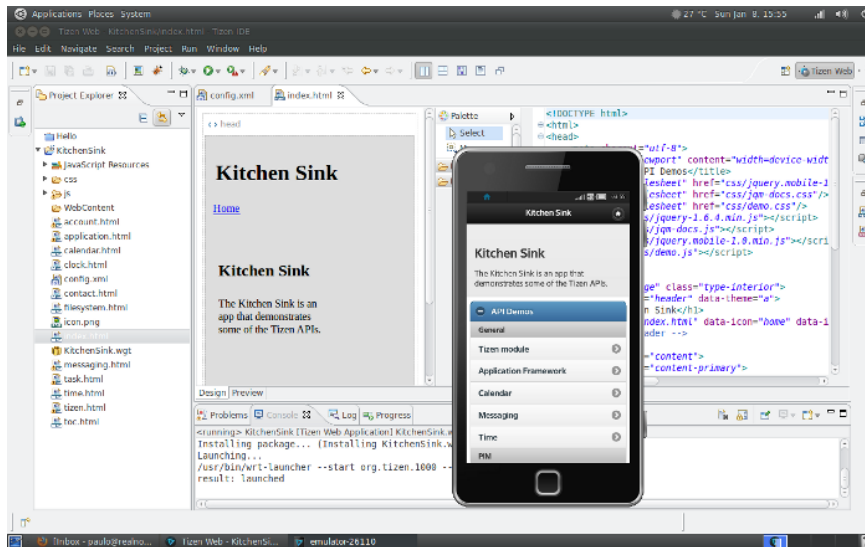 Applications Places System
27 °C Sun Jan 8, 15:55
Tizen Web - KitchenSink/index.html - Tizen IDE
File Edit Navigate Search Project Run Window Help
Tizen Web
Project Explorer
Hello
KitchenSink
JavaScript Resources
css
js
WebContent
account.html
application.html
calendar.html
clock.html
config.xml
contact.html
filesystem.html
icon.png
KitchenSink.wgt
messaging.html
task.html
time.html
tizen.html
toc.html
config.xml
index.html
head
Kitchen Sink
Home
Kitchen Sink
The Kitchen Sink is an
app that demonstrates
some of the Tizen APIs.
Design Preview
Palette
Select
<!DOCTYPE html>
<html>
<head>
"utf-8">
ewport" content="width=device-widt
PI Demos</title>
lesheet" href="css/jquery.mobile-1
lesheet" href="css/jqm-docs.css"/>
lesheet" href="css/demo.css"/>
s/jquery-1.6.4.min.js"></script>
s/jqm-docs.js"></script>
s/jquery.mobile-1.0.min.js"></scri
s/demo.js"></script>
ge" class="type-interior">
="header" data-theme="a">
n Sink</h1>
ndex.html" data-icon="home" data-i
ader -->
="content">
="content-primary">
Kitchen Sink
Kitchen Sink
The Kitchen Sink is an app that
demonstrates some of the Tizen APIs.
API Demos
General
Tizen module
Application Framework
Calendar
Messaging
Time
PIM
Problems Console Log Progress
<running> KitchenSink [Tizen Web Application] KitchenSink.w
Installing package... (Installing KitchenSink.w
Launching...
/usr/bin/wrt-launcher --start org.tizen.1000 --
result: launched
[Inbox - paulo@realno...
Tizen Web - KitchenSi...
emulator-26110